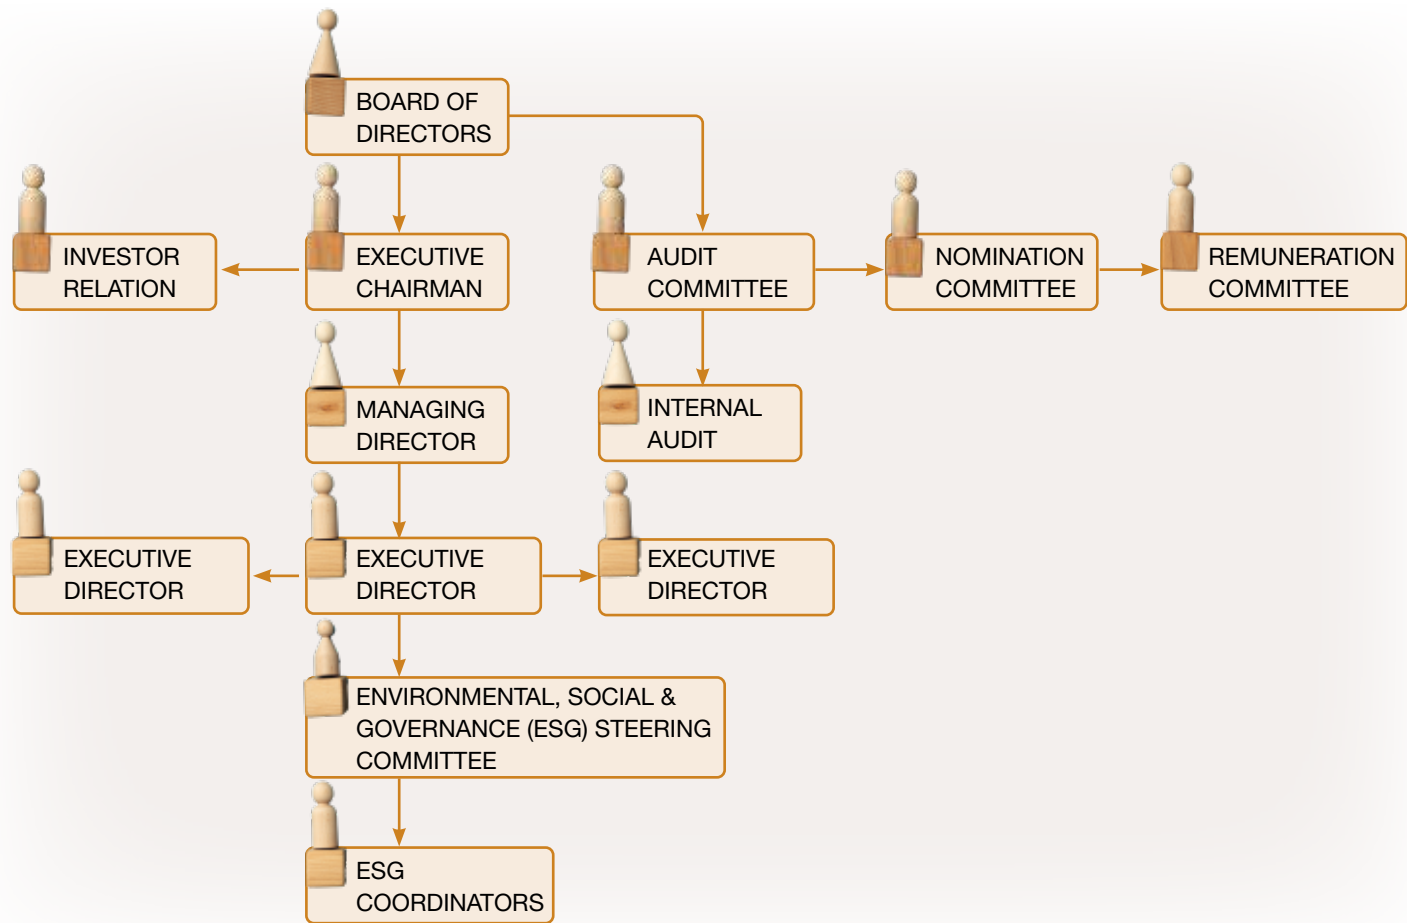 BOARD OF
DIRECTORS
INVESTOR
RELATION
EXECUTIVE
CHAIRMAN
AUDIT
COMMITTEE
NOMINATION
COMMITTEE
REMUNERATION
COMMITTEE
MANAGING
DIRECTOR
INTERNAL
AUDIT
EXECUTIVE
DIRECTOR
EXECUTIVE
DIRECTOR
EXECUTIVE
DIRECTOR
ENVIRONMENTAL, SOCIAL &
GOVERNANCE (ESG) STEERING
COMMITTEE
ESG
COORDINATORS